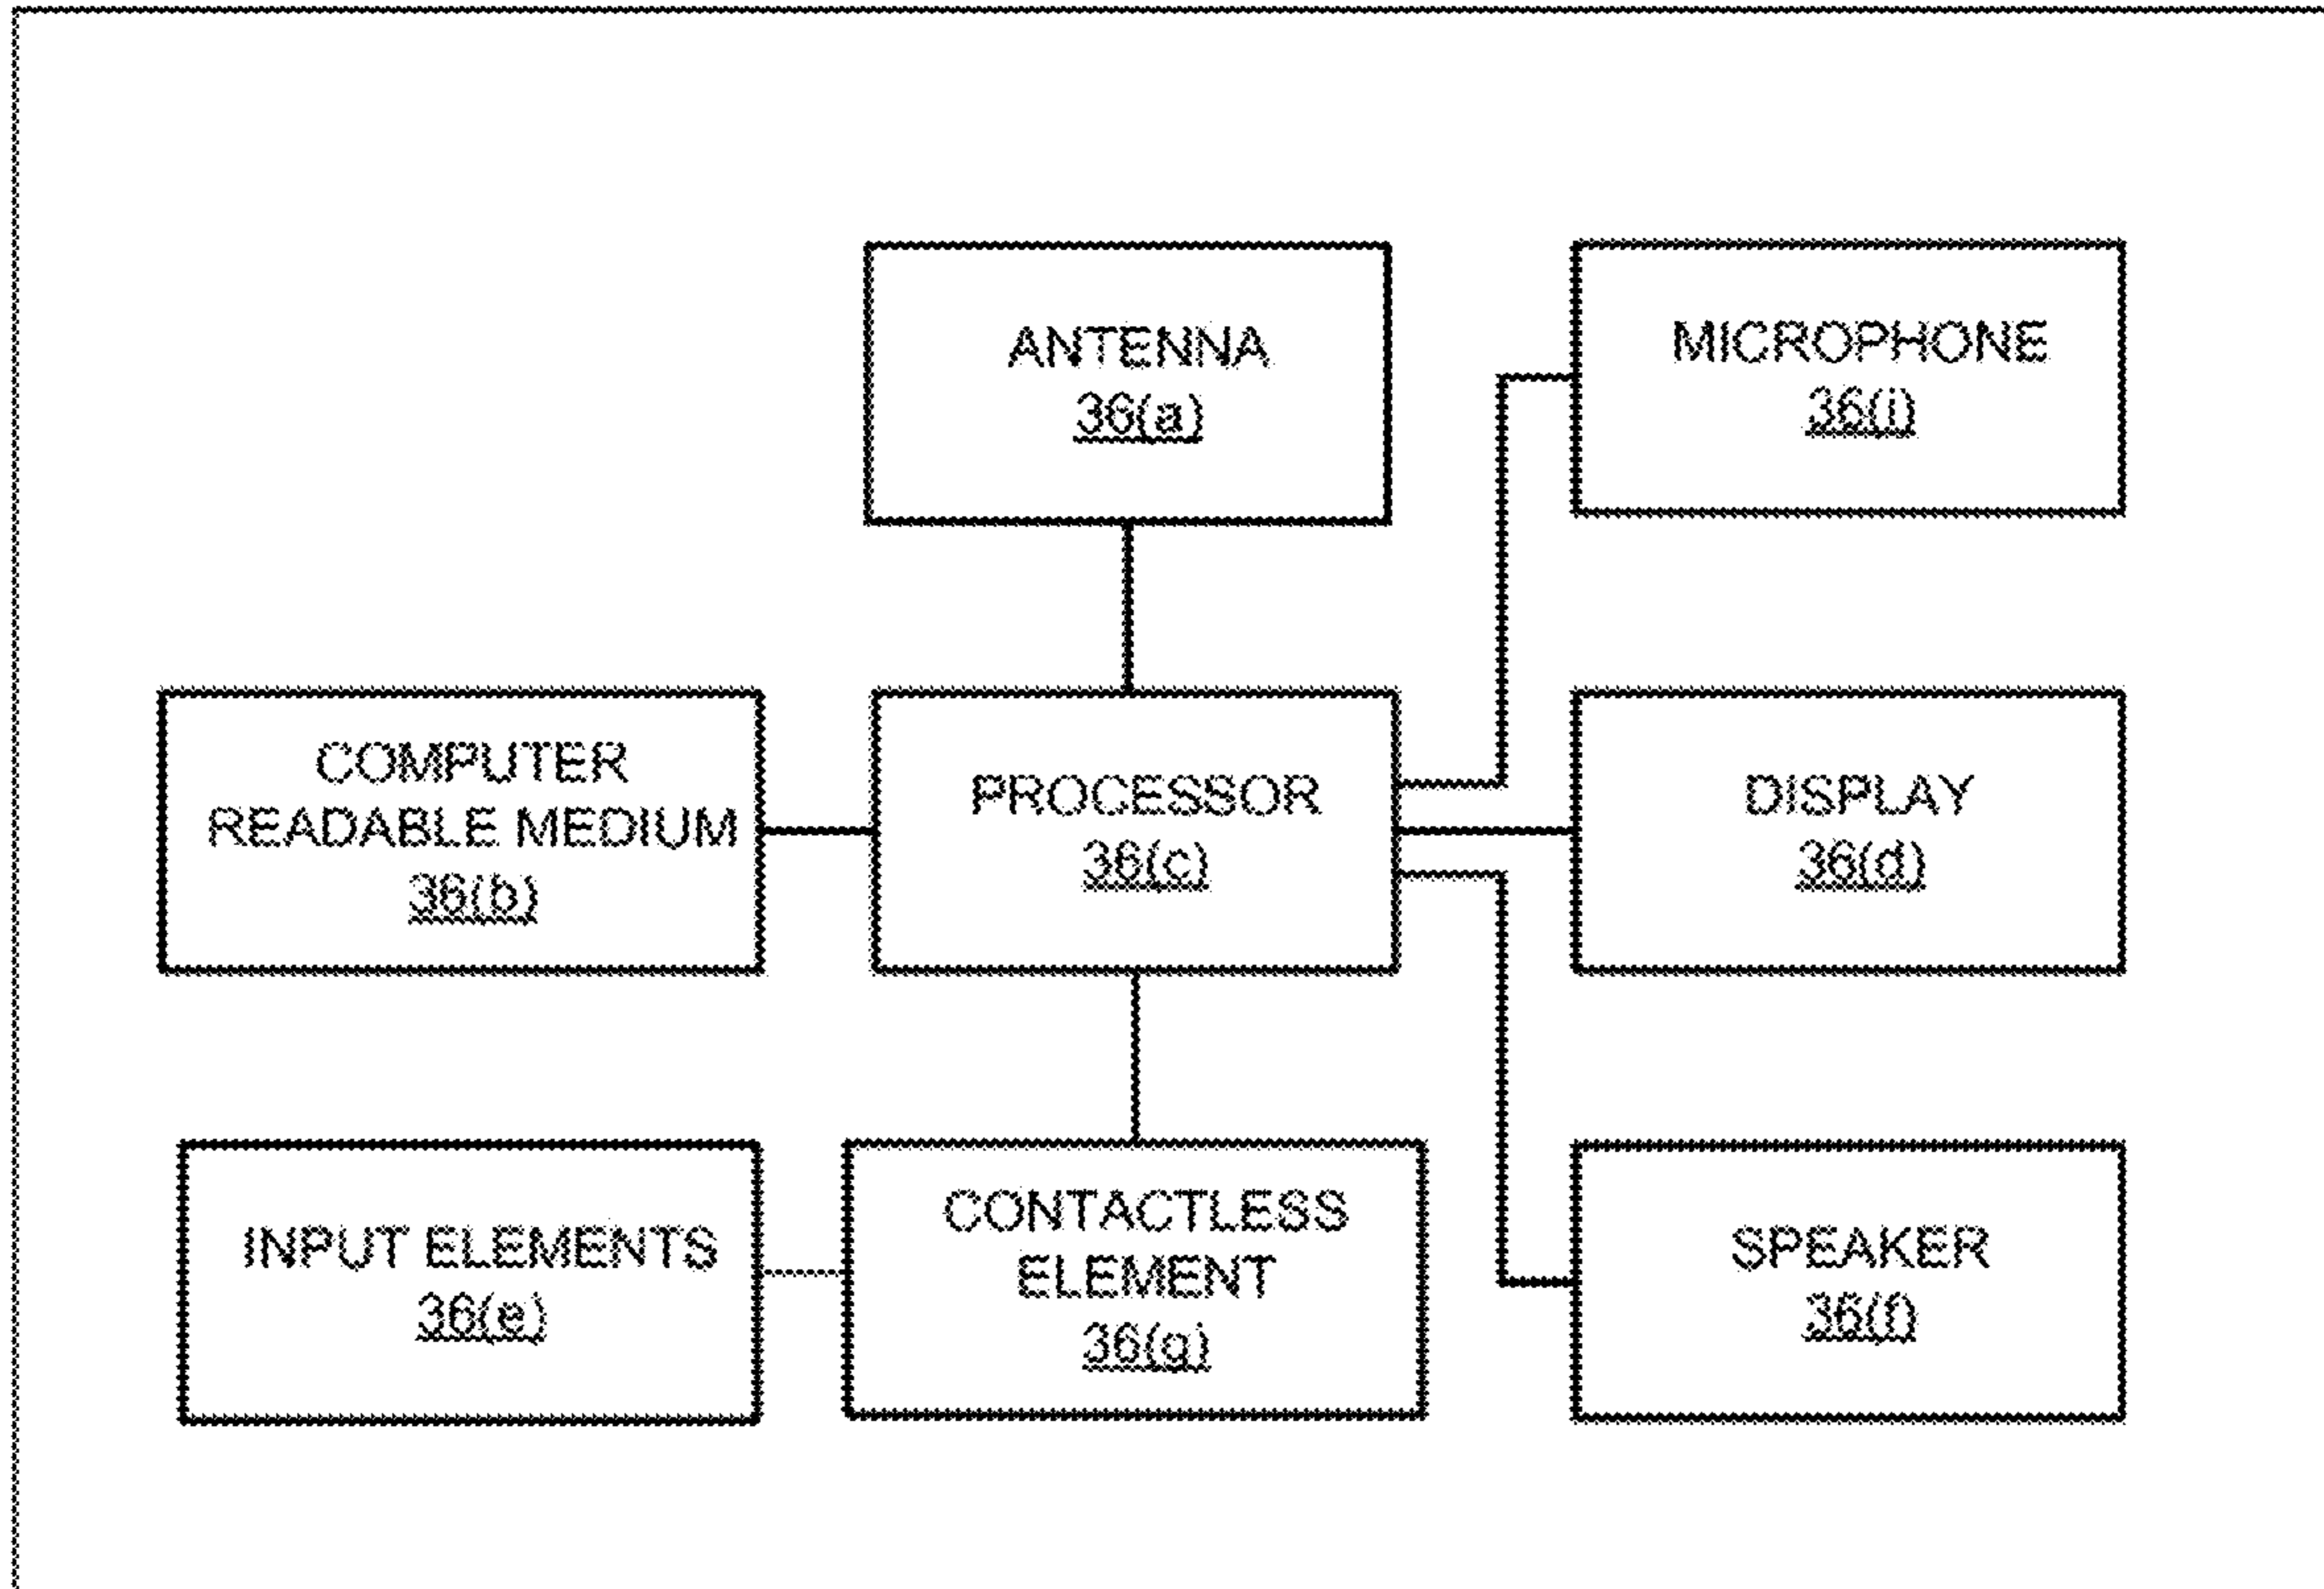 ANTENNA
36(a)
MICROPHONE
36(i)
COMPUTER
READABLE MEDIUM
36(b)
PROCESSOR
36(c)
DISPLAY
36(d)
INPUT ELEMENTS
36(e)
CONTACTLESS
ELEMENT
36(g)
SPEAKER
36(f)